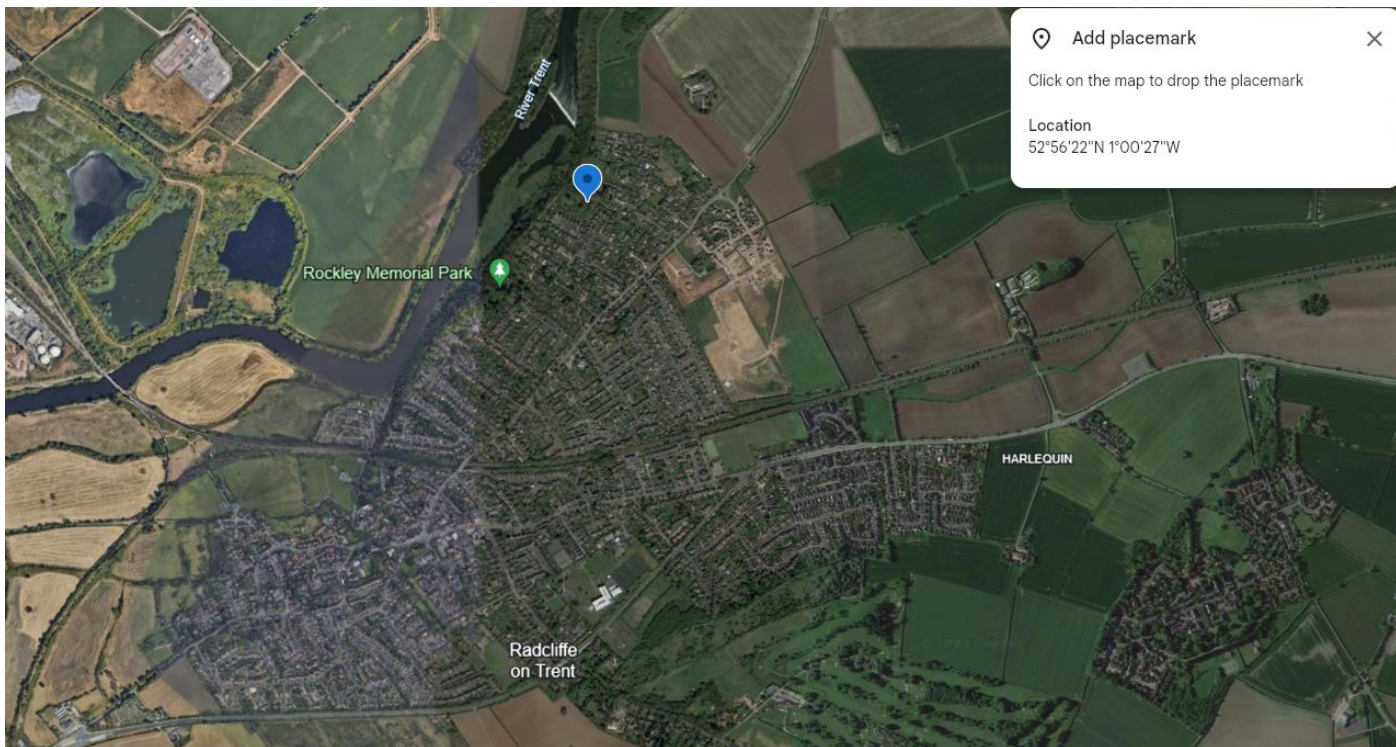 Add placemark
Click on the map to drop the placemark
Location
52°56'22"N 1°00'27"W
River Trent
Rockley Memorial Park
HARLEQUIN
Radcliffe
on Trent